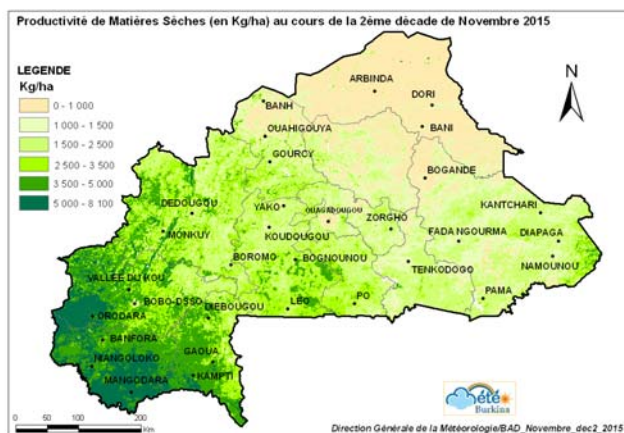 Productivité de Matières Sèches (en Kg/ha) au cours de la 2ème décade de Novembre 2015
LEGENDE
Kg/ha
0 - 1 000
1 000 - 1 500
1 500 - 2 500
2 500 - 3 500
3 500 - 5 000
5 000 - 8 100
N
ARBINDA
DORI
BANH
BANI
OUAHIGOUYA
GOURCY
BOGANDE
DEDOUGOU
YAKO
OUAGADOUGOU
ZORGHO
KANTCHARI
MONKUY
KOUDOUGOU
FADA NGOURMA
DIAPAGA
BOROMO
BOGNOUNOU
TENKODOGO
NAMOUNOU
VALLEE DU KOU
BOBO-DSSO
DIEBOUGOU
LEO
PO
PAMA
ORODARA
BANFORA
GAOUA
NIANGOLOKO
KAMPTI
MANGODARA
0 50 100 200
Km
météo
Burkina
Direction Générale de la Météorologie/BAD_Novembre_dec2_2015